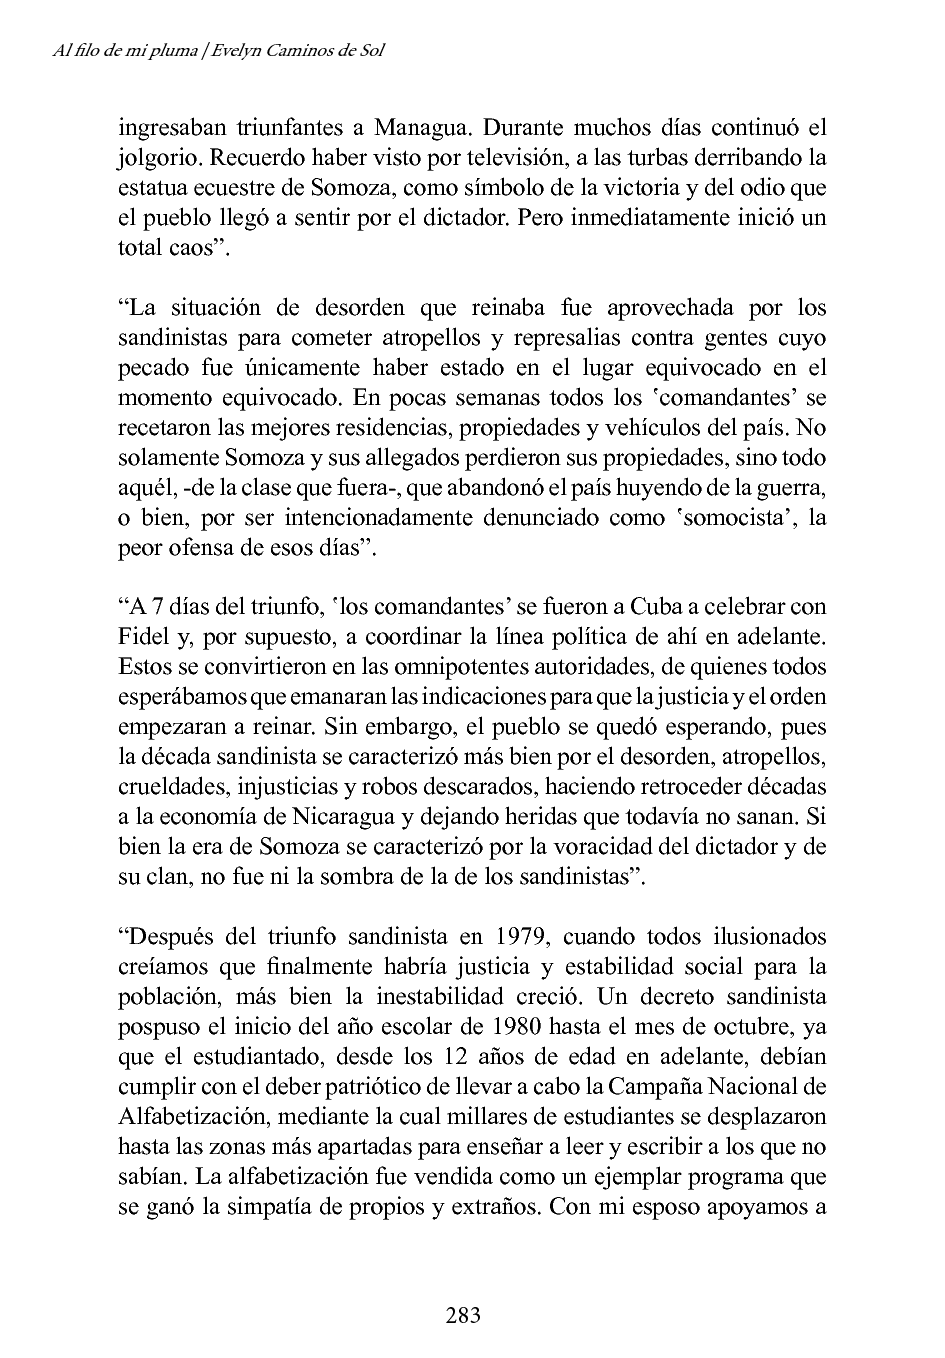 Al filo de mi pluma / Evelyn Caminos de Sol
ingresaban triunfantes a Managua. Durante muchos días continuó el
jolgorio. Recuerdo haber visto por televisión, a las turbas derribando la
estatua ecuestre de Somoza, como símbolo de la victoria y del odio que
el pueblo llegó a sentir por el dictador. Pero inmediatamente inició un
total caos”.
“La situación de desorden que reinaba fue aprovechada por los
sandinistas para cometer atropellos y represalias contra gentes cuyo
pecado fue únicamente haber estado en el lugar equivocado en el
momento equivocado. En pocas semanas todos los ‛comandantes’ se
recetaron las mejores residencias, propiedades y vehículos del país. No
solamente Somoza y sus allegados perdieron sus propiedades, sino todo
aquél, -de la clase que fuera-, que abandonó el país huyendo de la guerra,
o bien, por ser intencionadamente denunciado como ‛somocista’, la
peor ofensa de esos días”.
“A 7 días del triunfo, ‛los comandantes’ se fueron a Cuba a celebrar con
Fidel y, por supuesto, a coordinar la línea política de ahí en adelante.
Estos se convirtieron en las omnipotentes autoridades, de quienes todos
esperábamos que emanaran las indicaciones para que la justicia y el orden
empezaran a reinar. Sin embargo, el pueblo se quedó esperando, pues
la década sandinista se caracterizó más bien por el desorden, atropellos,
crueldades, injusticias y robos descarados, haciendo retroceder décadas
a la economía de Nicaragua y dejando heridas que todavía no sanan. Si
bien la era de Somoza se caracterizó por la voracidad del dictador y de
su clan, no fue ni la sombra de la de los sandinistas”.
“Después del triunfo sandinista en 1979, cuando todos ilusionados
creíamos que finalmente habría justicia y estabilidad social para la
población, más bien la inestabilidad creció. Un decreto sandinista
pospuso el inicio del año escolar de 1980 hasta el mes de octubre, ya
que el estudiantado, desde los 12 años de edad en adelante, debían
cumplir con el deber patriótico de llevar a cabo la Campaña Nacional de
Alfabetización, mediante la cual millares de estudiantes se desplazaron
hasta las zonas más apartadas para enseñar a leer y escribir a los que no
sabían. La alfabetización fue vendida como un ejemplar programa que
se ganó la simpatía de propios y extraños. Con mi esposo apoyamos a
283